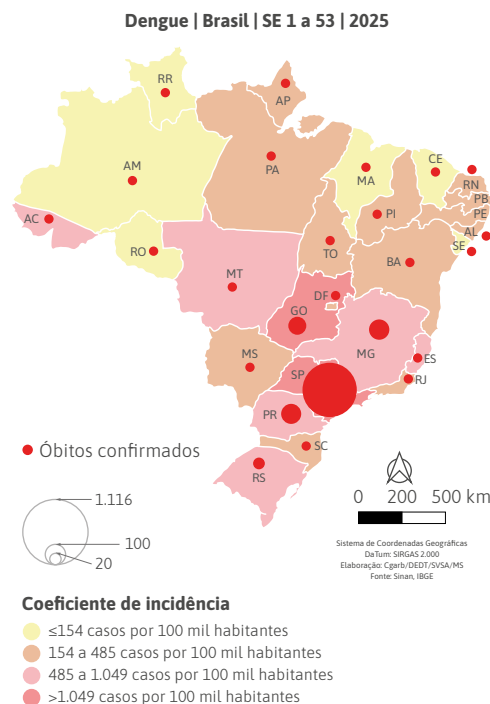 Dengue | Brasil | SE 1 a 53 | 2025
RR
AP
AM
PA
MA
CE
RN
PB
PE
AL
SE
PI
AC
RO
TO
BA
MT
DF
GO
MG
ES
MS
SP
RJ
PR
SC
RS
Óbitos confirmados
1.116
100
20
0 200 500 km
Sistema de Coordenadas Geográficas
DaTum: SIRGAS 2.000
Elaboração: Cgarb/DEDT/SVSA/MS
Fonte: Sinan, IBGE
Coeficiente de incidência
≤154 casos por 100 mil habitantes
154 a 485 casos por 100 mil habitantes
485 a 1.049 casos por 100 mil habitantes
>1.049 casos por 100 mil habitantes